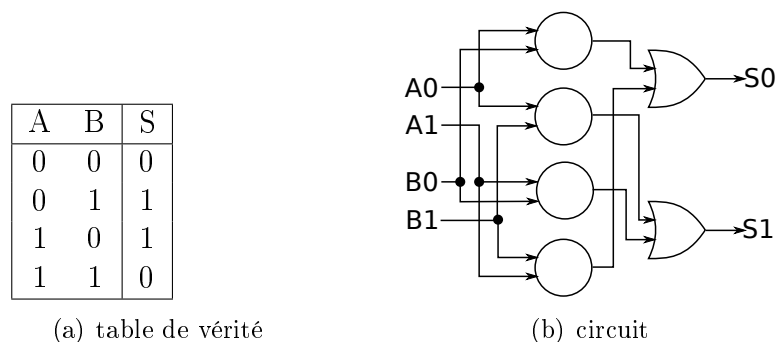 A B S
0 0 0
0 1 1
1 0 1
1 1 0
(a) table de vérité
A0
A1
B0
B1
S0
S1
(b) circuit